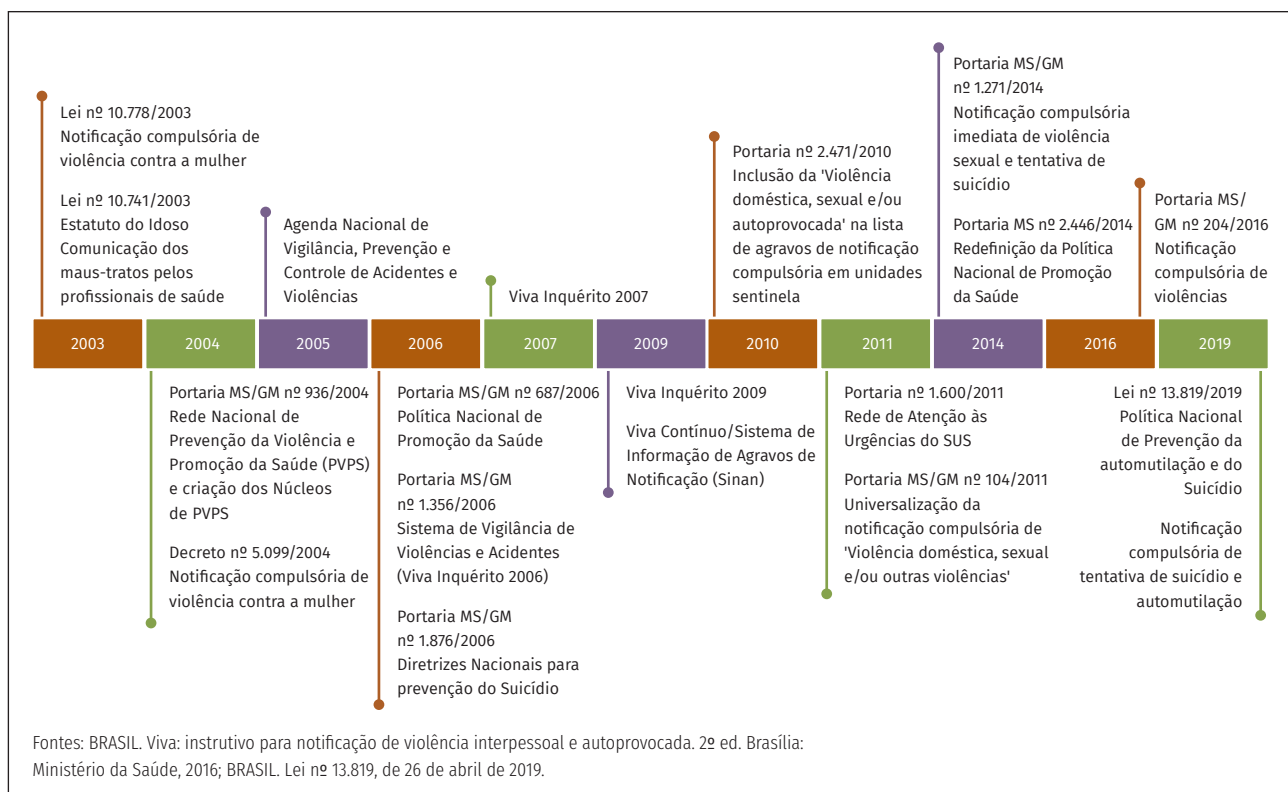 Lei nº 10.778/2003
Notificação compulsória de
violência contra a mulher
Lei nº 10.741/2003
Estatuto do Idoso
Comunicação dos
maus-tratos pelos
profissionais de saúde
Agenda Nacional de
Vigilância, Prevenção e
Controle de Acidentes e
Violências
Viva Inquérito 2007
Portaria nº 2.471/2010
Inclusão da 'Violência
doméstica, sexual e/ou
autoprovocada' na lista
de agravos de notificação
compulsória em unidades
sentinela
Portaria MS/GM
nº 1.271/2014
Notificação compulsória
imediata de violência
sexual e tentativa de
suicídio
Portaria MS nº 2.446/2014
Redefinição da Política
Nacional de Promoção
da Saúde
Portaria MS/
GM nº 204/2016
Notificação
compulsória de
violências
2003
2004
2005
2006
2007
2009
2010
2011
2014
2016
2019
Portaria MS/GM nº 936/2004
Rede Nacional de
Prevenção da Violência e
Promoção da Saúde (PVPS)
e criação dos Núcleos
de PVPS
Decreto nº 5.099/2004
Notificação compulsória de
violência contra a mulher
Portaria MS/GM nº 687/2006
Política Nacional de
Promoção da Saúde
Portaria MS/GM
nº 1.356/2006
Sistema de Vigilância de
Violências e Acidentes
(Viva Inquérito 2006)
Portaria MS/GM
nº 1.876/2006
Diretrizes Nacionais para
prevenção do Suicídio
Viva Inquérito 2009
Viva Contínuo/Sistema de
Informação de Agravos de
Notificação (Sinan)
Portaria nº 1.600/2011
Rede de Atenção às
Urgências do SUS
Portaria MS/GM nº 104/2011
Universalização da
notificação compulsória de
'Violência doméstica, sexual
e/ou outras violências'
Lei nº 13.819/2019
Política Nacional
de Prevenção da
automutilação e do
Suicídio
Notificação
compulsória de
tentativa de suicídio e
automutilação
Fontes: BRASIL. Viva: instrutivo para notificação de violência interpessoal e autoprovocada. 2º ed. Brasília:
Ministério da Saúde, 2016; BRASIL. Lei nº 13.819, de 26 de abril de 2019.